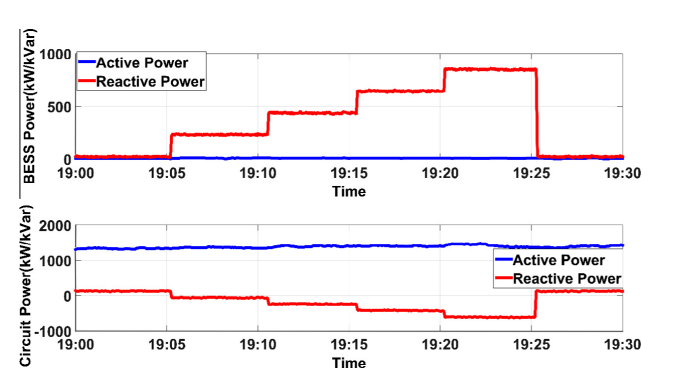 BESS Power(kW/kVar)
1000
500
0
Active Power
Reactive Power
19:00 19:05 19:10 19:15 19:20 19:25 19:30
Time
Circuit Power(kW/kVar)
2000
1000
0
-1000
Active Power
Reactive Power
19:00 19:05 19:10 19:15 19:20 19:25 19:30
Time